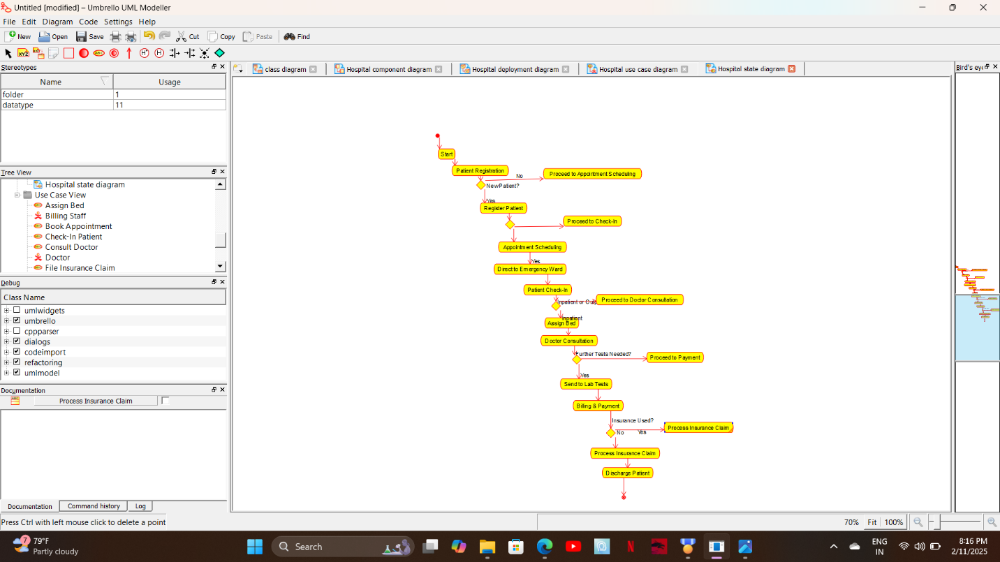 Untitled [modified] – Umbrello UML Modeller
File Edit Diagram Code Settings Help
New Open Save Cut Copy Paste Find
Stereotypes
Name Usage
folder 1
datatype 11
Tree View
Hospital state diagram
Use Case View
Assign Bed
Billing Staff
Book Appointment
Check-In Patient
Consult Doctor
Doctor
File Insurance Claim
Debug
Class Name
umlwidgets
umbrello
cppparser
dialogs
codeimport
refactoring
umlmodel
Documentation
Process Insurance Claim
Documentation Command history Log
Press Ctrl with left mouse click to delete a point
class diagram Hospital component diagram Hospital deployment diagram Hospital use case diagram Hospital state diagram
Bird's eye
Start
Patient Registration
No
Proceed to Appointment Scheduling
New Patient?
Yes
Register Patient
Proceed to Check-In
Appointment Scheduling
Yes
Direct to Emergency Ward
Patient Check-In
Inpatient or Out
Proceed to Doctor Consultation
Inpatient
Assign Bed
Doctor Consultation
Further Tests Needed?
Proceed to Payment
Yes
Send to Lab Tests
Billing & Payment
Insurance Used?
Process Insurance Claim
No Yes
Process Insurance Claim
Discharge Patient
70% Fit 100%
7
79°F
Partly cloudy
Search
ENG
IN
8:16 PM
2/11/2025